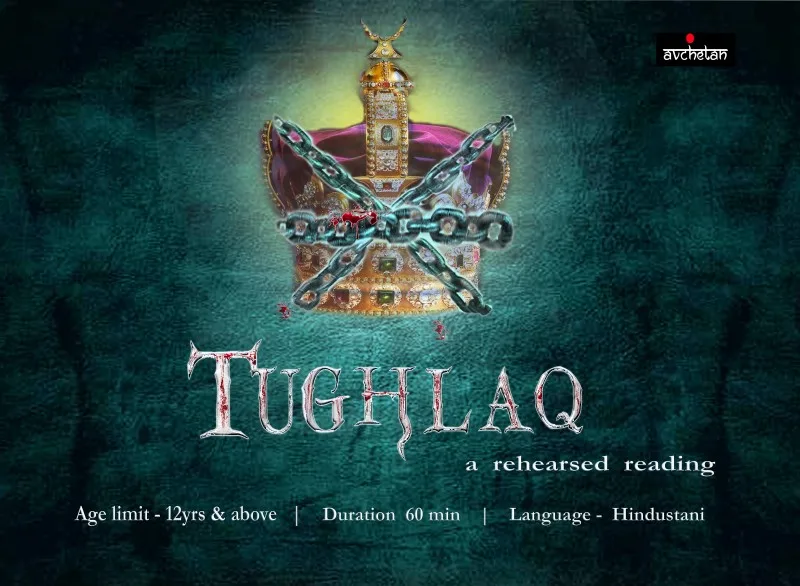 avchetan
TUGHLAQ
a rehearsed reading
Age limit - 12yrs & above | Duration 60 min | Language - Hindustani